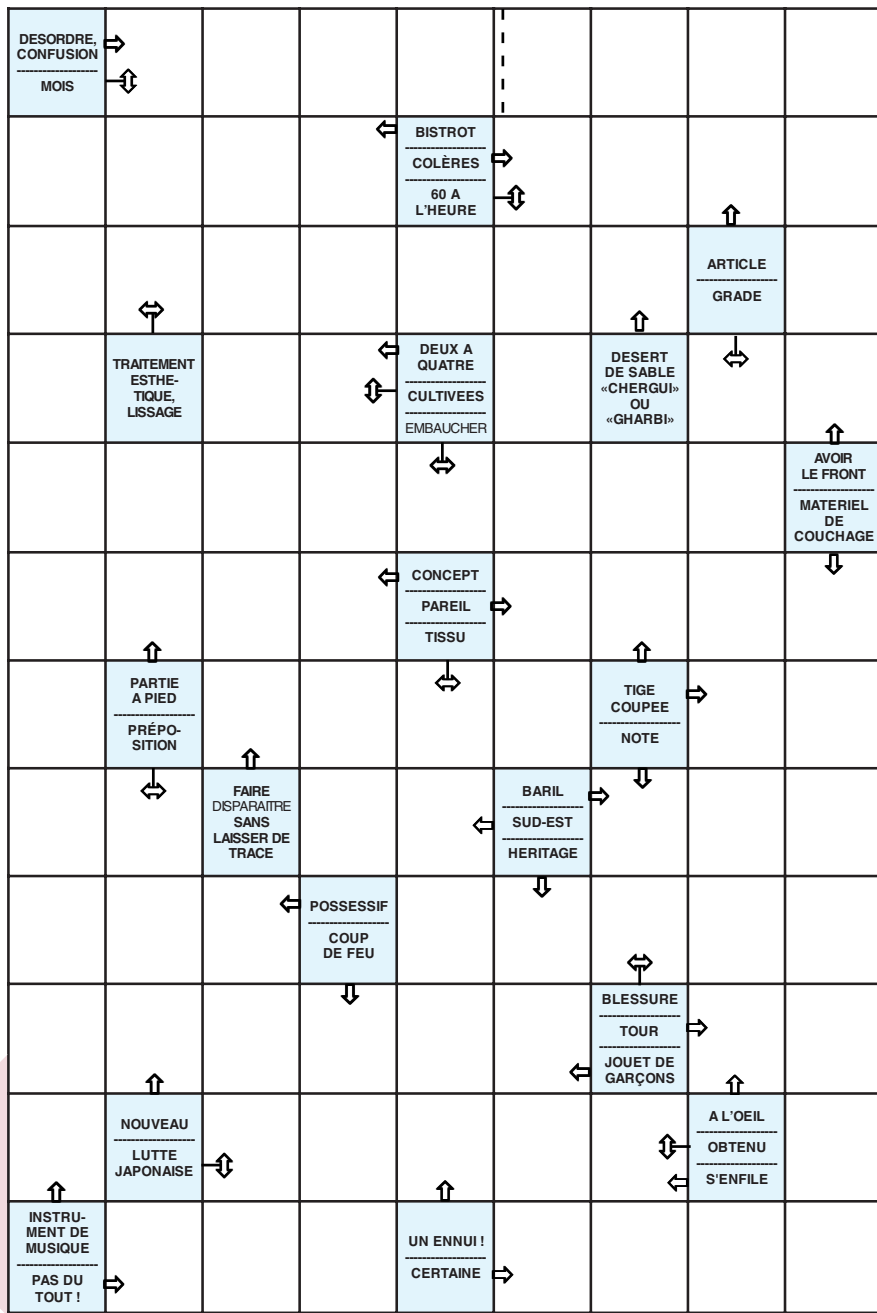 DESORDRE,
CONFUSION
MOIS
BISTROT
COLÈRES
60 A
L'HEURE
ARTICLE
GRADE
TRAITEMENT
ESTHE-
TIQUE,
LISSAGE
DEUX A
QUATRE
CULTIVEES
EMBAUCHER
DESERT
DE SABLE
«CHERGUI»
OU
«GHARBI»
AVOIR
LE FRONT
MATERIEL
DE
COUCHAGE
CONCEPT
PAREIL
TISSU
PARTIE
A PIED
PRÉPO-
SITION
TIGE
COUPEE
NOTE
FAIRE
DISPARAITRE
SANS
LAISSER DE
TRACE
BARIL
SUD-EST
HERITAGE
POSSESSIF
COUP
DE FEU
BLESSURE
TOUR
JOUET DE
GARÇONS
NOUVEAU
LUTTE
JAPONAISE
A L'OEIL
OBTENU
S'ENFILE
INSTRU-
MENT DE
MUSIQUE
PAS DU
TOUT !
UN ENNUI !
CERTAINE